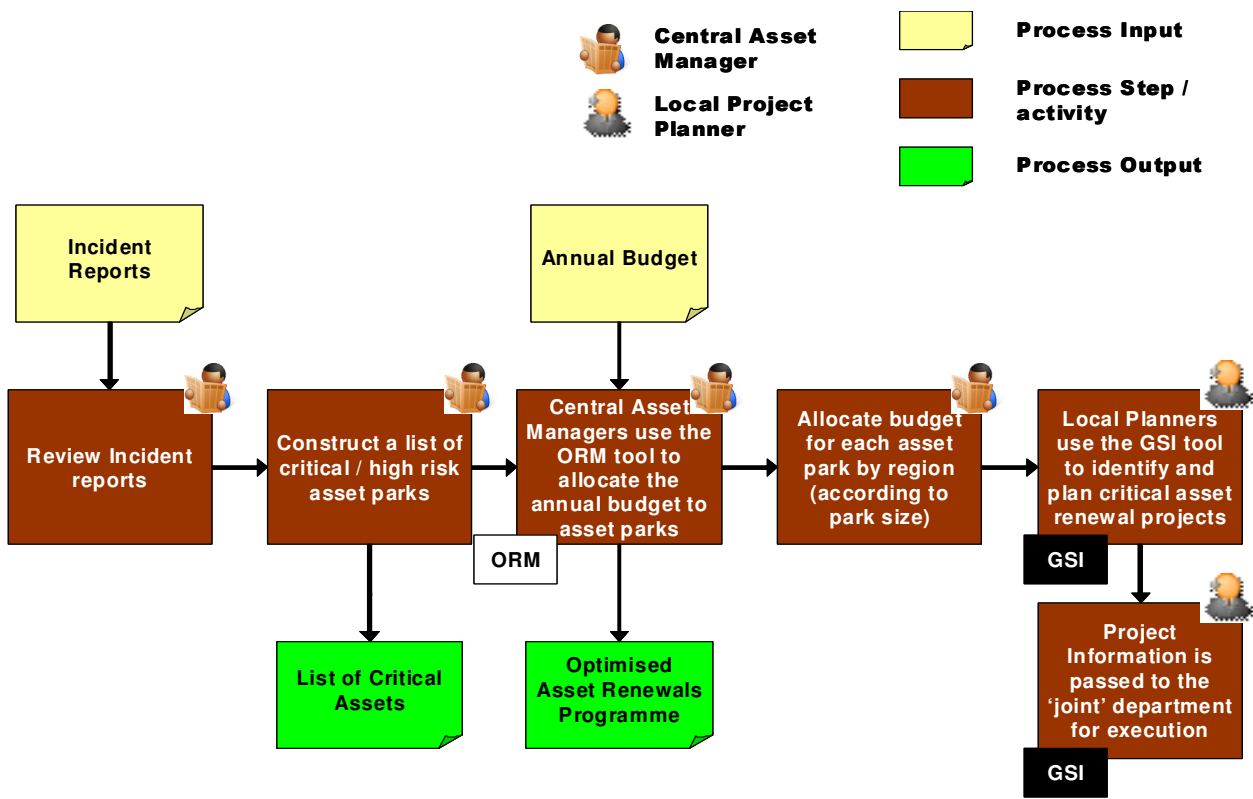 Central Asset
Manager
Local Project
Planner
Process Input
Process Step /
activity
Process Output
Incident
Reports
Annual Budget
Review Incident
reports
Construct a list of
critical / high risk
asset parks
Central Asset
Managers use the
ORM tool to
allocate the
annual budget to
asset parks
ORM
Allocate budget
for each asset
park by region
(according to
park size)
Local Planners
use the GSI tool
to identify and
plan critical asset
renewal projects
GSI
List of Critical
Assets
Optimised
Asset Renewals
Programme
Project
Information is
passed to the
‘joint’ department
for execution
GSI